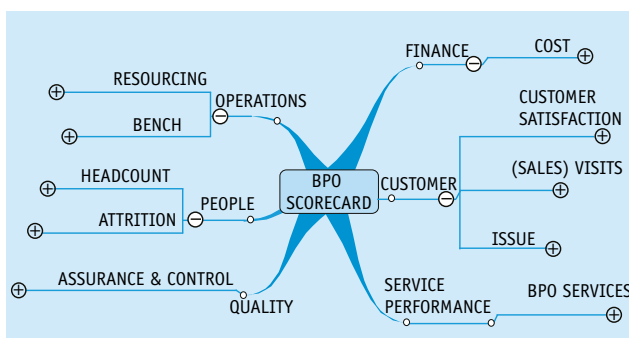 FINANCE
COST
RESOURCING
OPERATIONS
BENCH
CUSTOMER
SATISFACTION
HEADCOUNT
PEOPLE
ATTRITION
BPO
SCORECARD
CUSTOMER
(SALES) VISITS
ISSUE
ASSURANCE & CONTROL
QUALITY
SERVICE
PERFORMANCE
BPO SERVICES